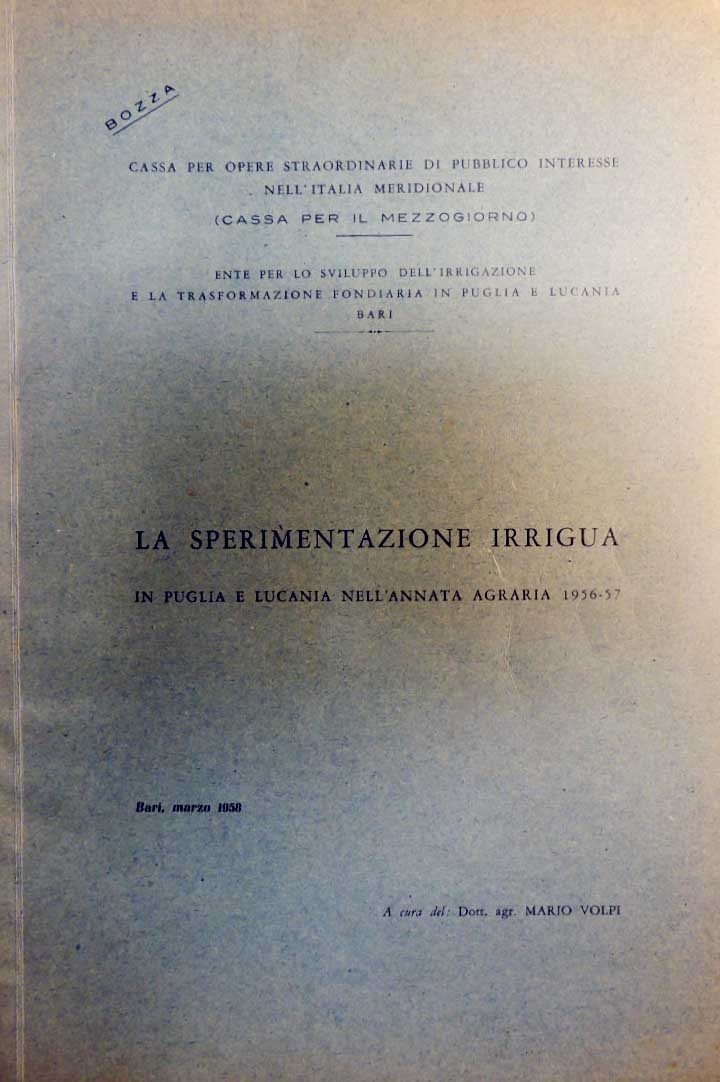 BOZZA
CASSA PER OPERE STRAORDINARIE DI PUBBLICO INTERESSE
NELL'ITALIA MERIDIONALE
(CASSA PER IL MEZZOGIORNO)
ENTE PER LO SVILUPPO DELL'IRRIGAZIONE
E LA TRASFORMAZIONE FONDIARIA IN PUGLIA E LUCANIA
BARI
LA SPERIMENTAZIONE IRRIGUA
IN PUGLIA E LUCANIA NELL'ANNATA AGRARIA 1956-57
Bari, marzo 1958
A cura del: Dott. agr. MARIO VOLPI